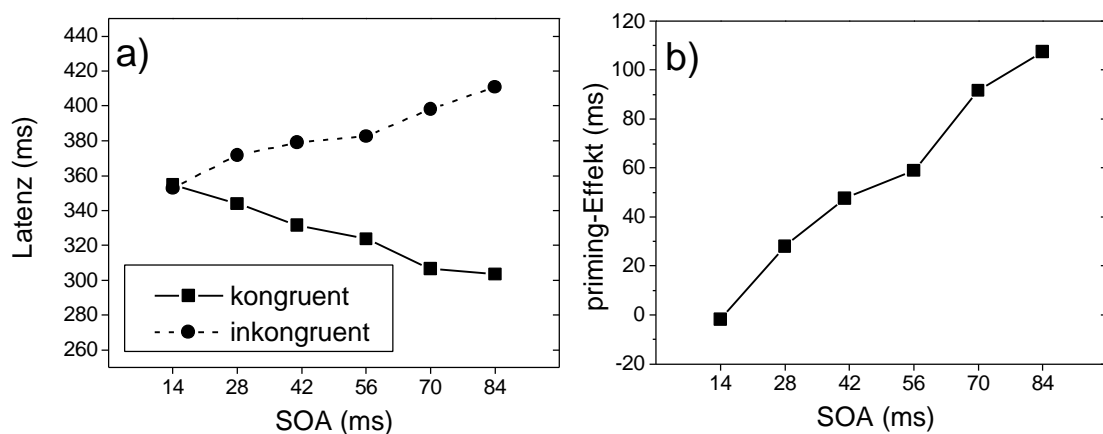 a)
Latenz (ms)
440
420
400
380
360
340
320
300
280
260
kongruent
inkongruent
14 28 42 56 70 84
SOA (ms)
b)
priming-Effekt (ms)
120
100
80
60
40
20
0
-20
14 28 42 56 70 84
SOA (ms)